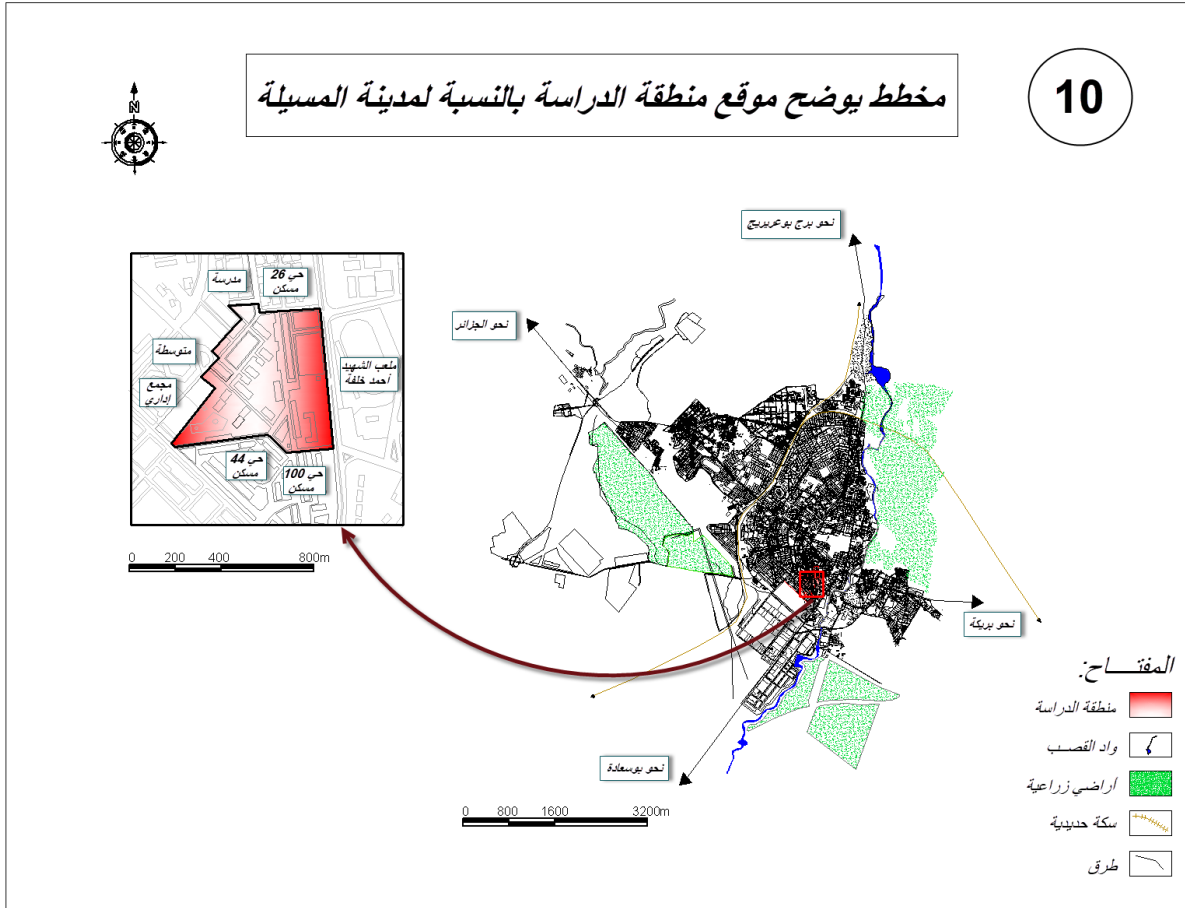 10
مخطط يوضح موقع منطقة الدراسة بالنسبة لمدينة المسيلة
N
نحو برج بوعريريج
نحو الجزائر
حي 26
مسكن
مدرسة
متوسطة
ملعب الشهيد
أحمد خلفة
مجمع
إداري
حي 44
مسكن
حي 100
مسكن
0 200 400 800m
نحو بريكة
نحو بوسعادة
0 800 1600 3200m
المفتـــاح:
منطقة الدراسة
واد القصــب
أراضي زراعية
سكة حديدية
طرق